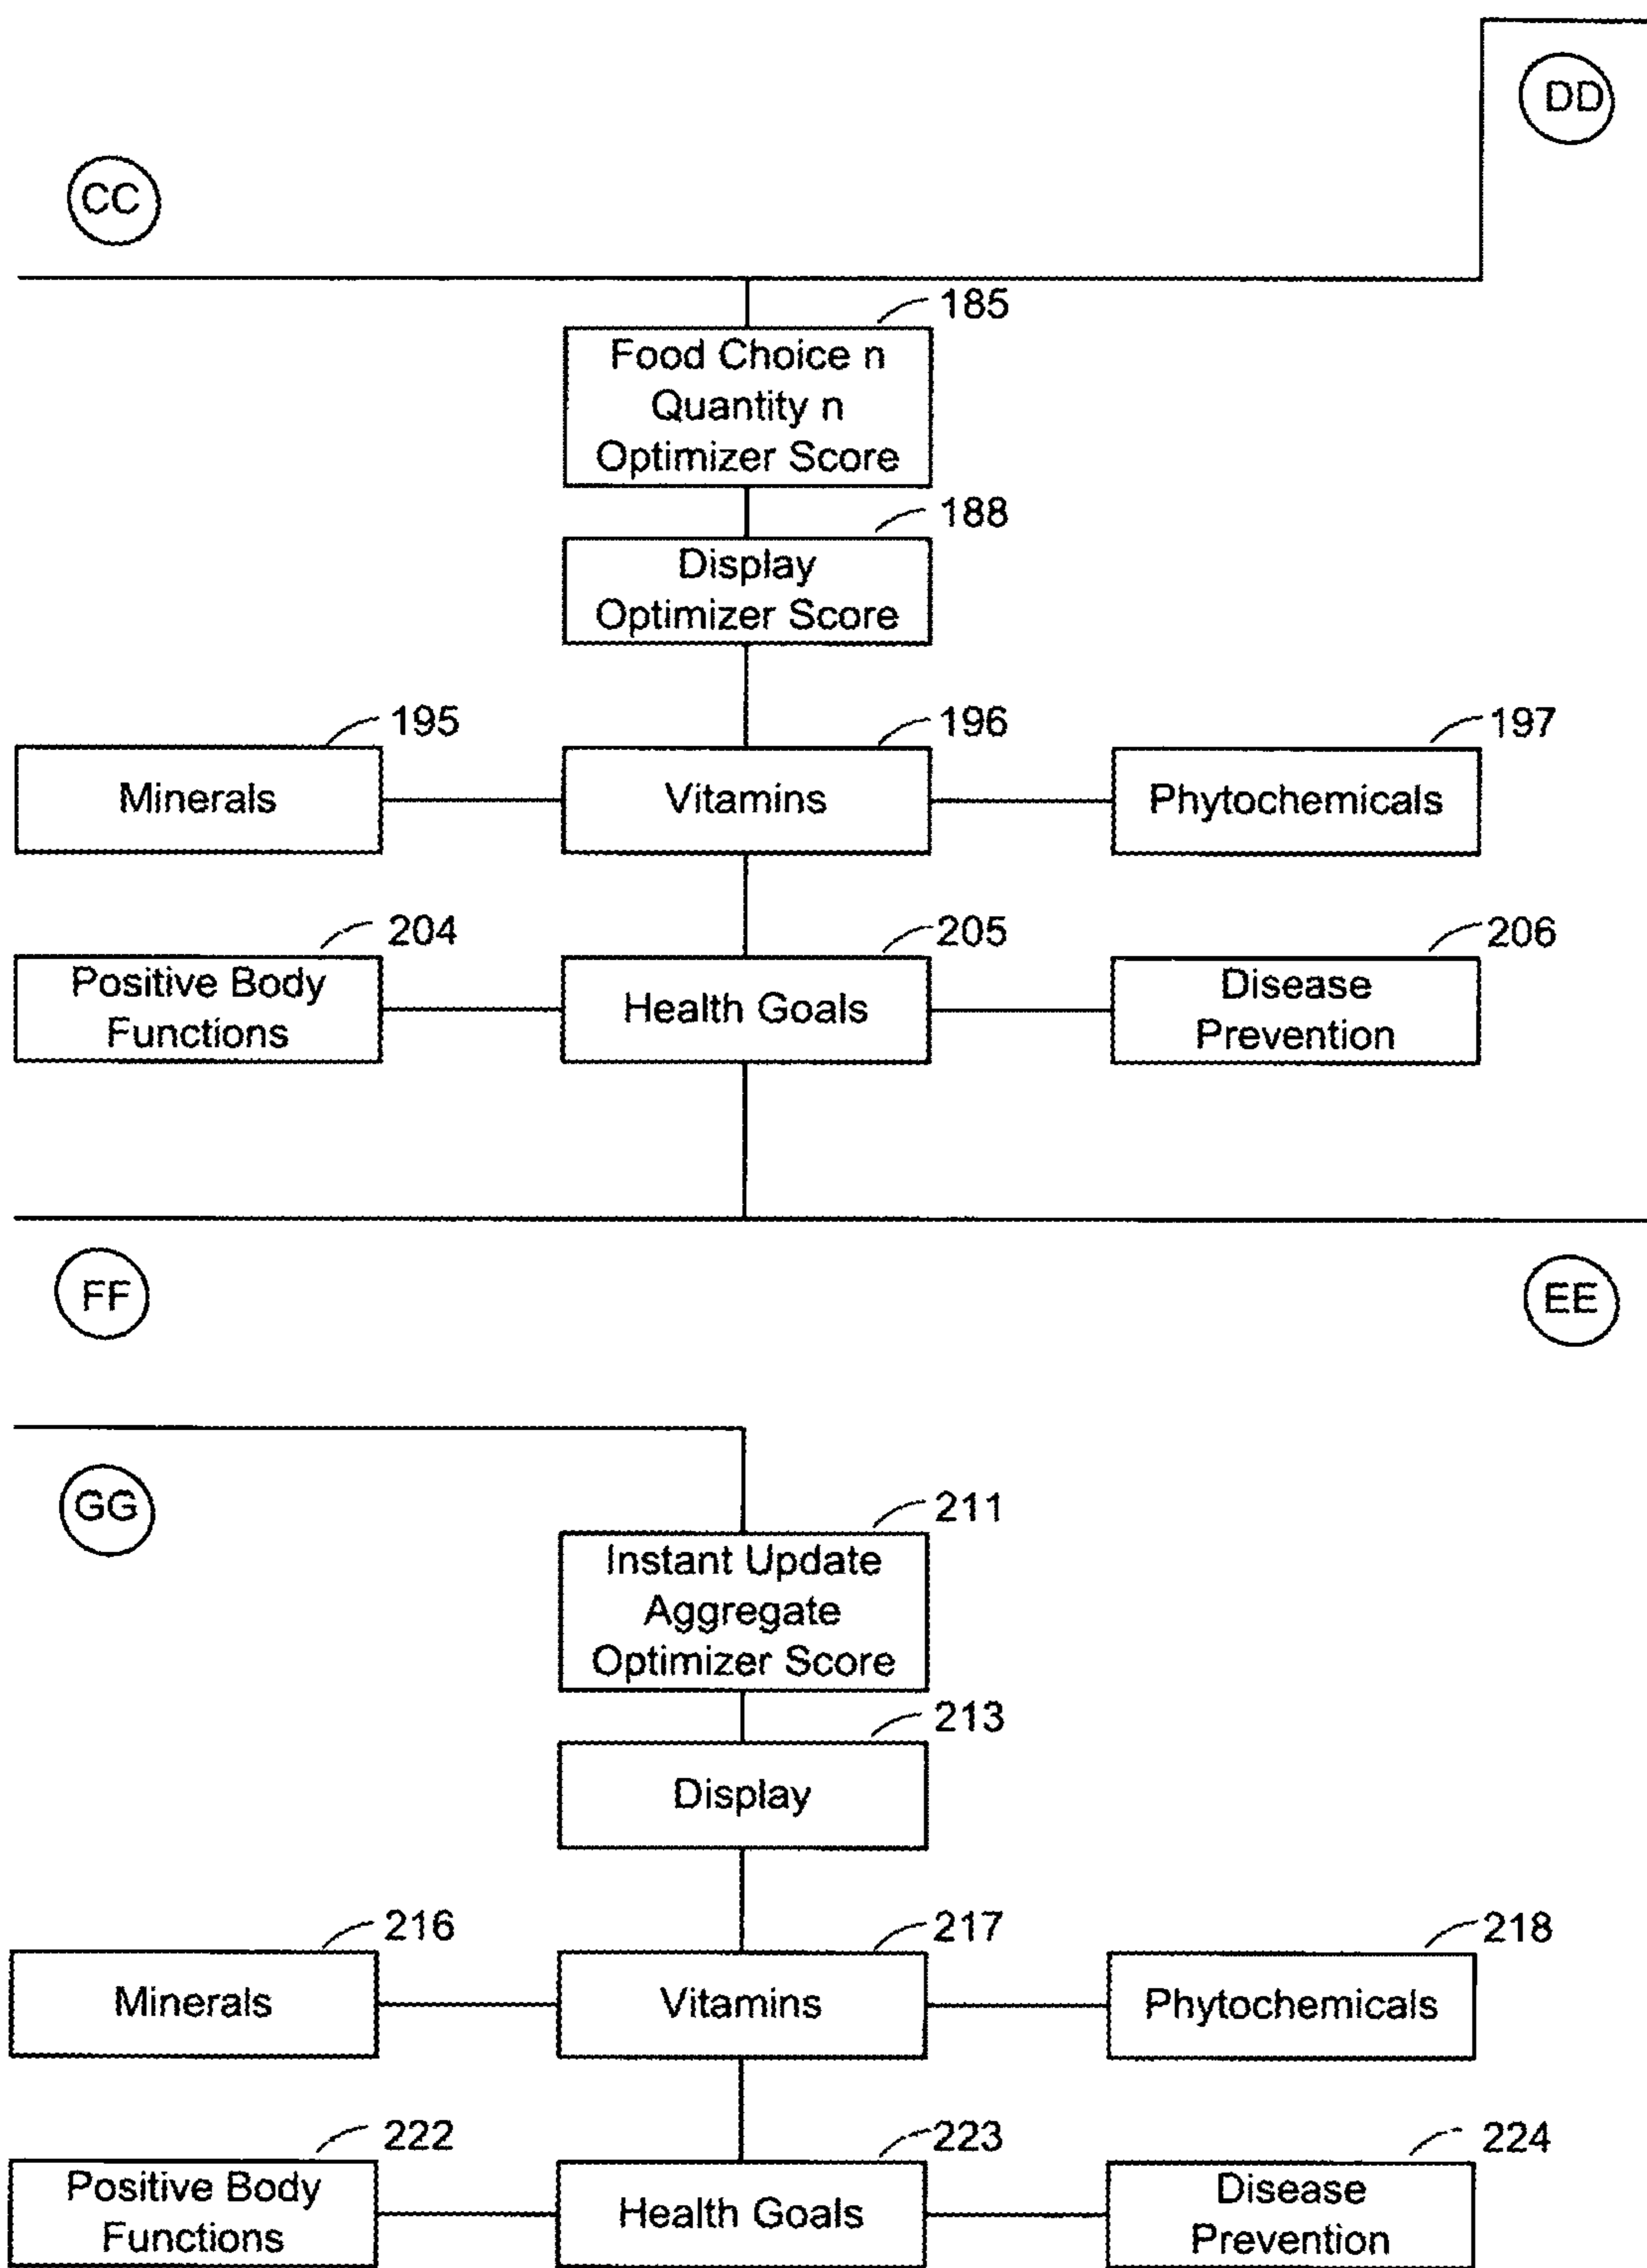 DD
CC
185
Food Choice n
Quantity n
Optimizer Score
188
Display
Optimizer Score
195
196
197
Minerals
Vitamins
Phytochemicals
204
205
206
Positive Body
Functions
Health Goals
Disease
Prevention
FF
EE
GG
211
Instant Update
Aggregate
Optimizer Score
213
Display
216
217
218
Minerals
Vitamins
Phytochemicals
222
223
224
Positive Body
Functions
Health Goals
Disease
Prevention